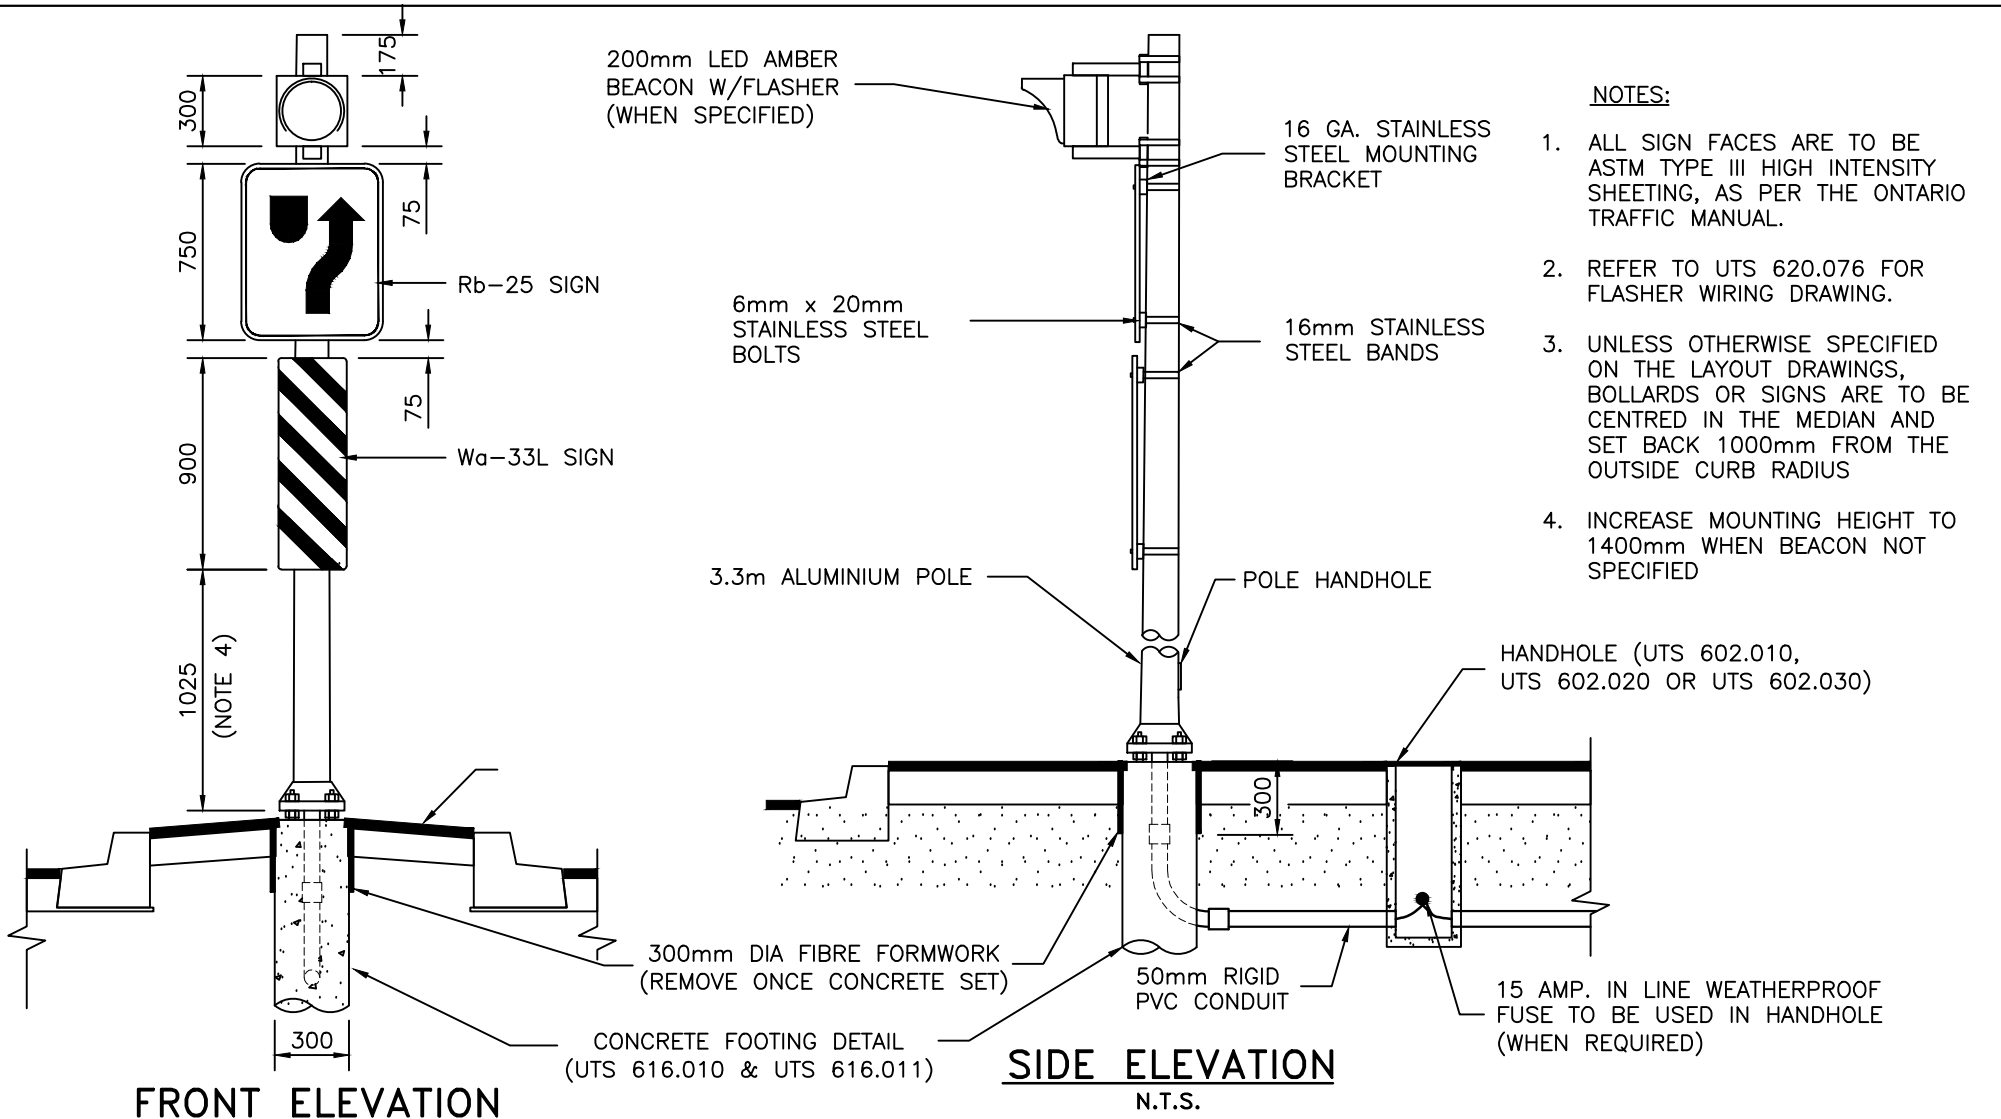 175
300
750
75
Rb-25 SIGN
75
900
Wa-33L SIGN
1025
(NOTE 4)
300
FRONT ELEVATION
200mm LED AMBER
BEACON W/FLASHER
(WHEN SPECIFIED)
16 GA. STAINLESS
STEEL MOUNTING
BRACKET
6mm x 20mm
STAINLESS STEEL
BOLTS
16mm STAINLESS
STEEL BANDS
3.3m ALUMINIUM POLE
POLE HANDHOLE
HANDHOLE (UTS 602.010,
UTS 602.020 OR UTS 602.030)
300
300mm DIA FIBRE FORMWORK
(REMOVE ONCE CONCRETE SET)
50mm RIGID
PVC CONDUIT
15 AMP. IN LINE WEATHERPROOF
FUSE TO BE USED IN HANDHOLE
(WHEN REQUIRED)
CONCRETE FOOTING DETAIL
(UTS 616.010 & UTS 616.011)
SIDE ELEVATION
N.T.S.
NOTES:
1. ALL SIGN FACES ARE TO BE
ASTM TYPE III HIGH INTENSITY
SHEETING, AS PER THE ONTARIO
TRAFFIC MANUAL.
2. REFER TO UTS 620.076 FOR
FLASHER WIRING DRAWING.
3. UNLESS OTHERWISE SPECIFIED
ON THE LAYOUT DRAWINGS,
BOLLARDS OR SIGNS ARE TO BE
CENTRED IN THE MEDIAN AND
SET BACK 1000mm FROM THE
OUTSIDE CURB RADIUS
4. INCREASE MOUNTING HEIGHT TO
1400mm WHEN BEACON NOT
SPECIFIED